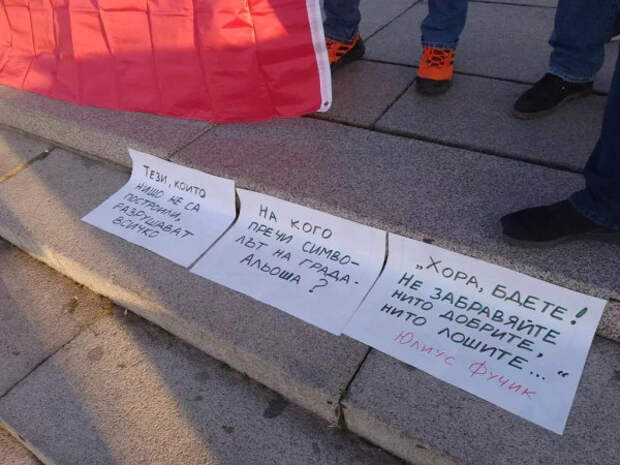 Тези, които
нищо не са
построили,
разрушават
всичко
На кого
пречи симво-
лът на града-
Альоша?
„Хора, бдете!
Не забравяйте
нито добрите,
нито лошите..."
Юлиус Фучик